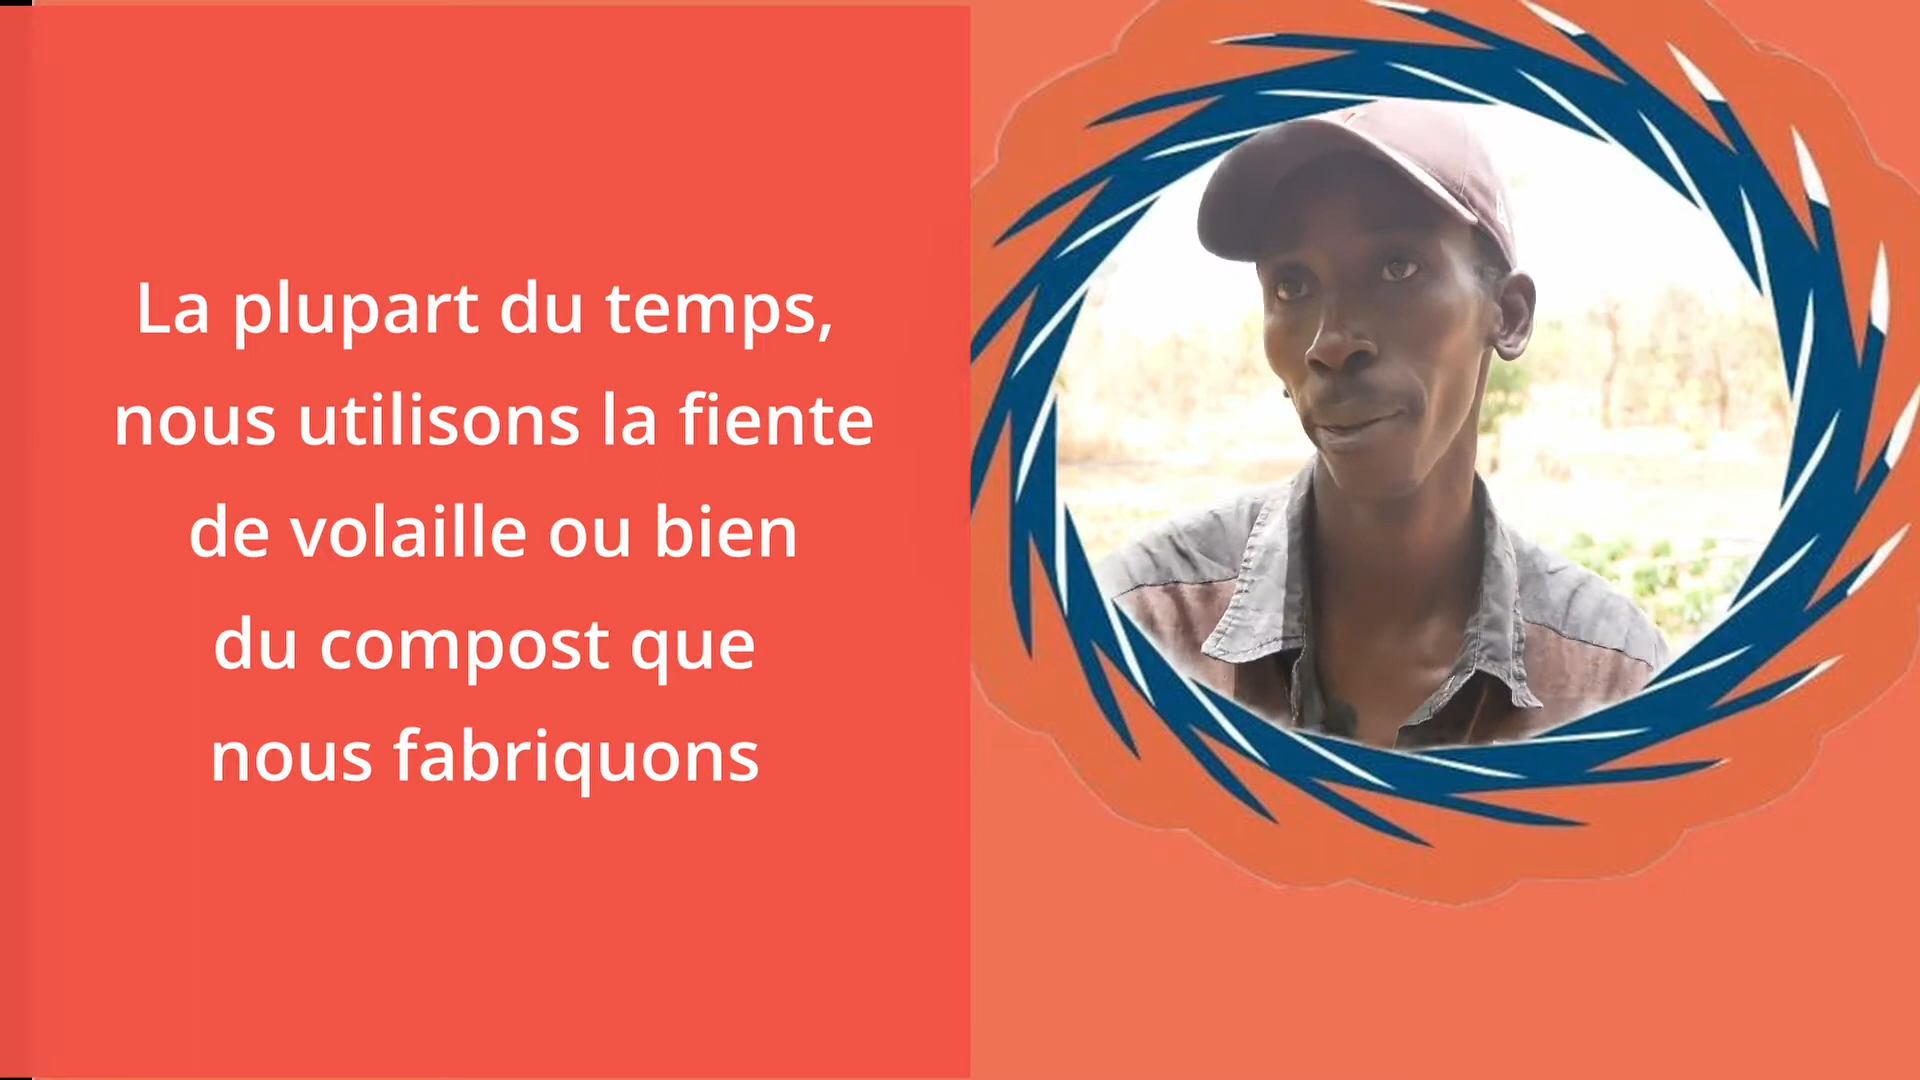 La plupart du temps,
nous utilisons la fiente
de volaille ou bien
du compost que
nous fabriquons